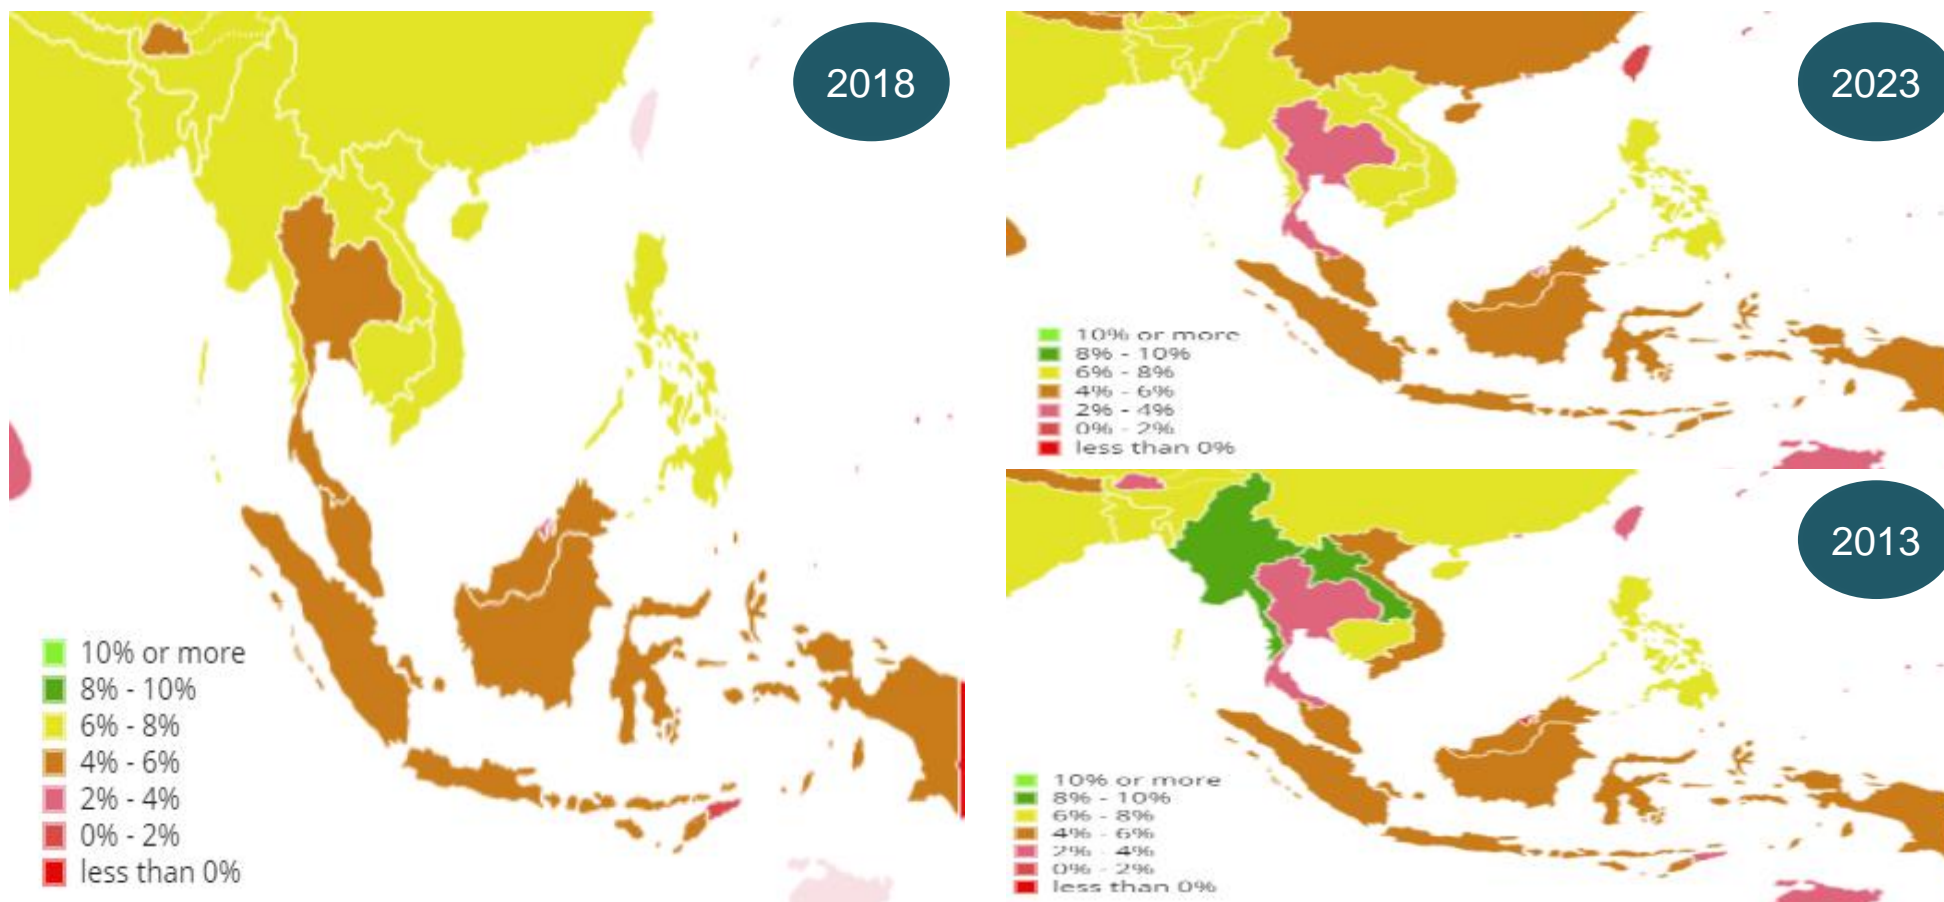 2018
10% or more
8% - 10%
6% - 8%
4% - 6%
2% - 4%
0% - 2%
less than 0%
2023
10% or more
8% - 10%
6% - 8%
4% - 6%
2% - 4%
0% - 2%
less than 0%
2013
10% or more
8% - 10%
6% - 8%
4% - 6%
2% - 4%
0% - 2%
less than 0%